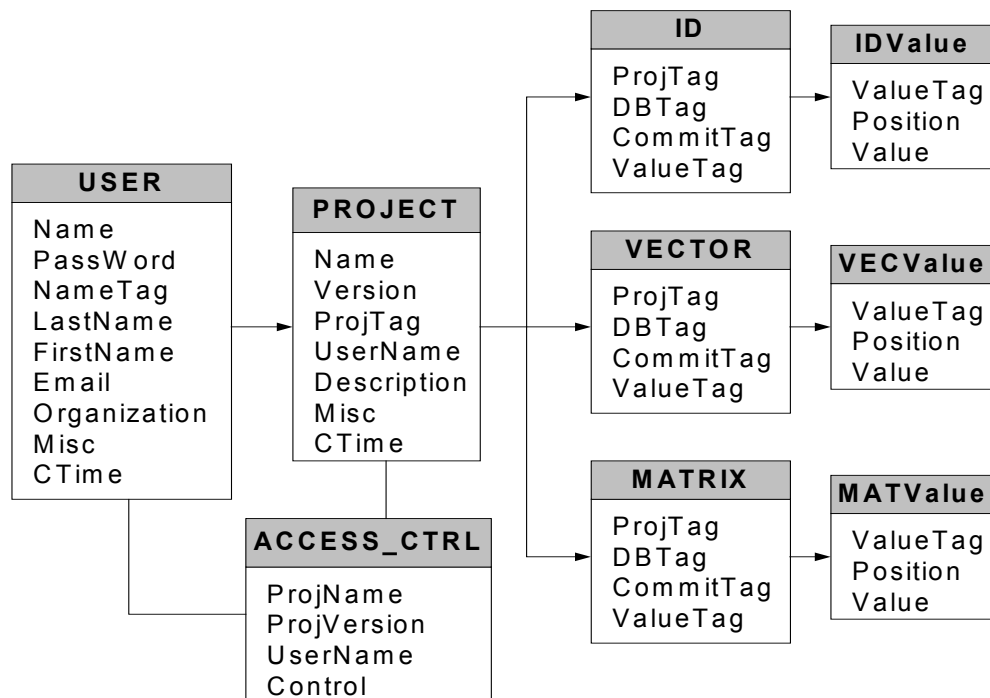 USER
Name
PassWord
NameTag
LastName
FirstName
Email
Organization
Misc
CTime
PROJECT
Name
Version
ProjTag
UserName
Description
Misc
CTime
ACCESS_CTRL
ProjName
ProjVersion
UserName
Control
ID
ProjTag
DBTag
CommitTag
ValueTag
IDValue
ValueTag
Position
Value
VECTOR
ProjTag
DBTag
CommitTag
ValueTag
VECValue
ValueTag
Position
Value
MATRIX
ProjTag
DBTag
CommitTag
ValueTag
MATValue
ValueTag
Position
Value